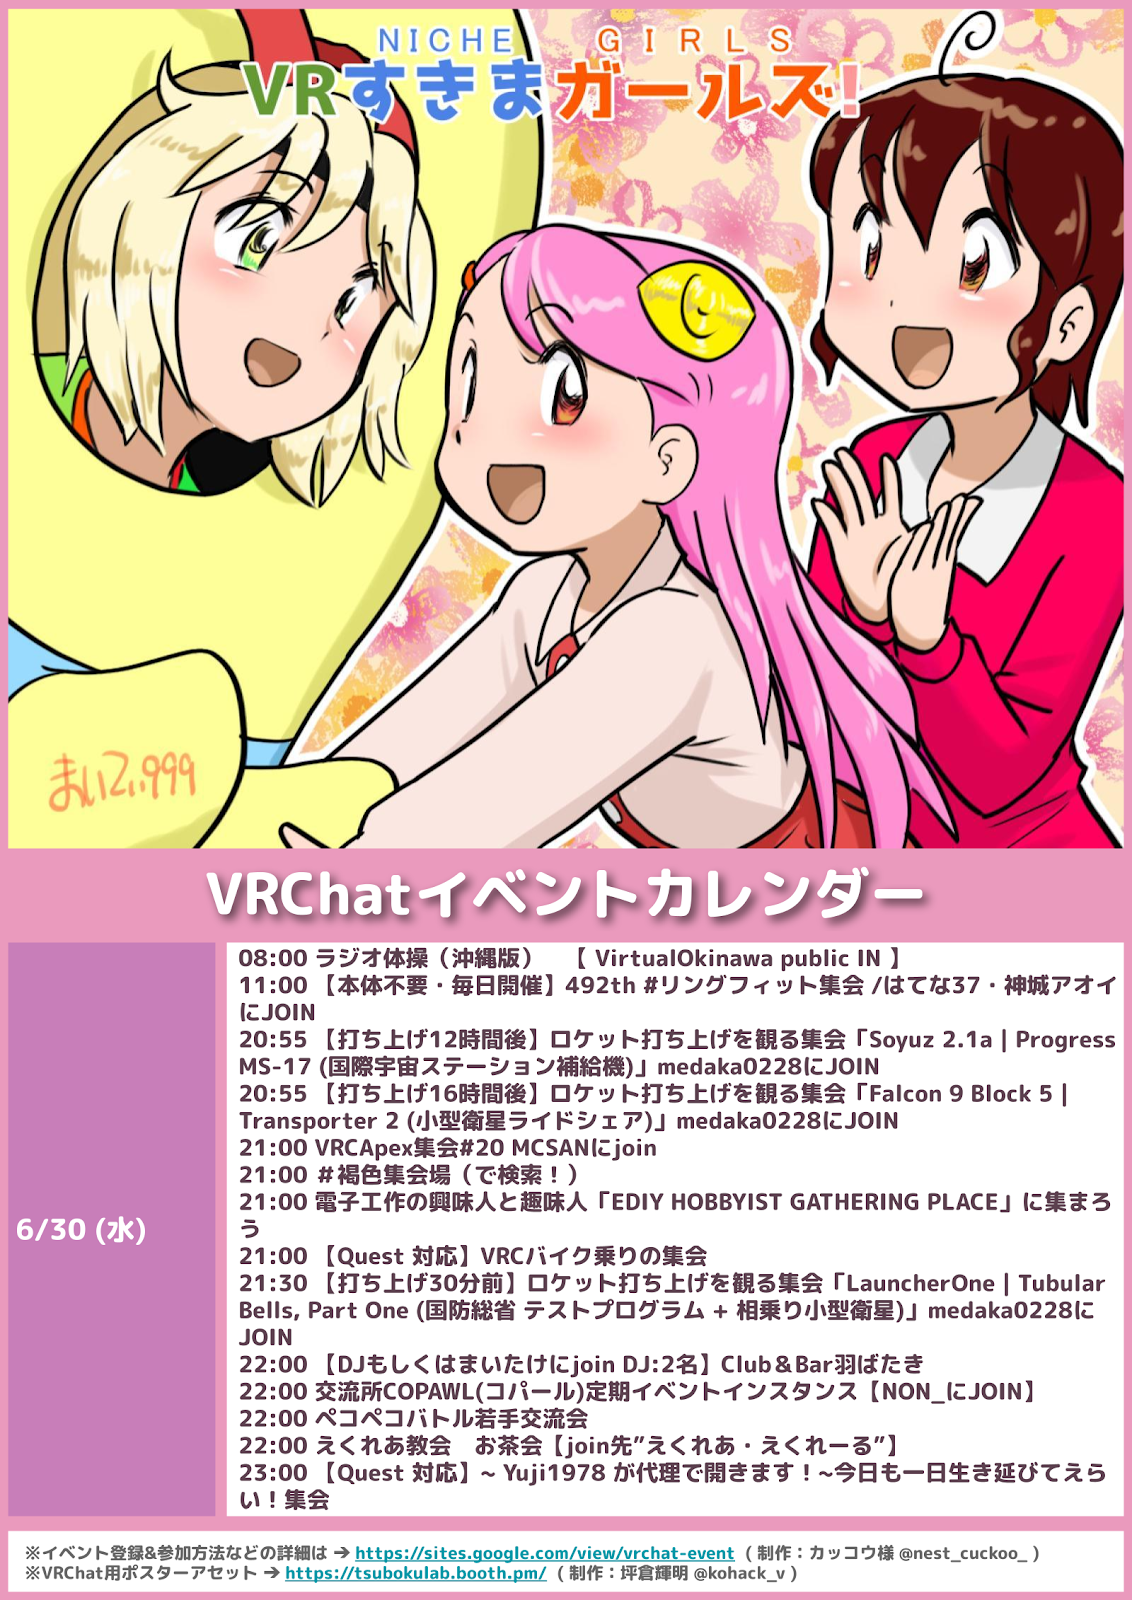 NICHE GIRLS
VRすきまガールズ!
まいてぃ999
VRChatイベントカレンダー
6/30 (水)
08:00 ラジオ体操（沖縄版）　【 VirtualOkinawa public IN 】
11:00 【本体不要・毎日開催】492th #リングフィット集会 /はてな37・神城アオイ
にJOIN
20:55 【打ち上げ12時間後】ロケット打ち上げを観る集会「Soyuz 2.1a | Progress
MS-17 (国際宇宙ステーション補給機)」medaka0228にJOIN
20:55 【打ち上げ16時間後】ロケット打ち上げを観る集会「Falcon 9 Block 5 |
Transporter 2 (小型衛星ライドシェア)」medaka0228にJOIN
21:00 VRCApex集会#20 MCSANにjoin
21:00 ＃褐色集会場（で検索！）
21:00 電子工作の興味人と趣味人「EDIY HOBBYIST GATHERING PLACE」に集まろ
う
21:00 【Quest 対応】VRCバイク乗りの集会
21:30 【打ち上げ30分前】ロケット打ち上げを観る集会「LauncherOne | Tubular
Bells, Part One (国防総省 テストプログラム + 相乗り小型衛星)」medaka0228に
JOIN
22:00 【DJもしくはまいたけにjoin DJ:2名】Club＆Bar羽ばたき
22:00 交流所COPAWL(コパール)定期イベントインスタンス【NON_にJOIN】
22:00 ペコペコバトル若手交流会
22:00 えくれあ教会　お茶会【join先”えくれあ・えくれーる”】
23:00 【Quest 対応】~ Yuji1978 が代理で開きます！~今日も一日生き延びてえら
い！集会
※イベント登録&参加方法などの詳細は → https://sites.google.com/view/vrchat-event （ 制作：カッコウ様 @nest_cuckoo_ ）
※VRChat用ポスターアセット → https://tsubokulab.booth.pm/ （ 制作：坪倉輝明 @kohack_v ）